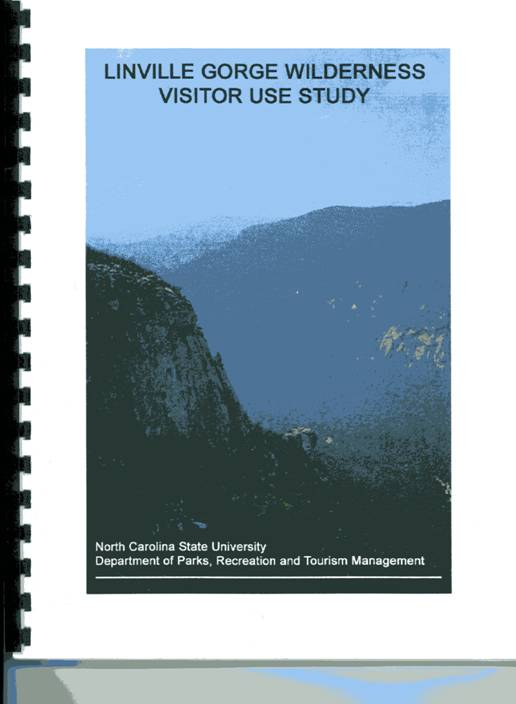 LINVILLE GORGE WILDERNESS
VISITOR USE STUDY
North Carolina State University
Department of Parks, Recreation and Tourism Management